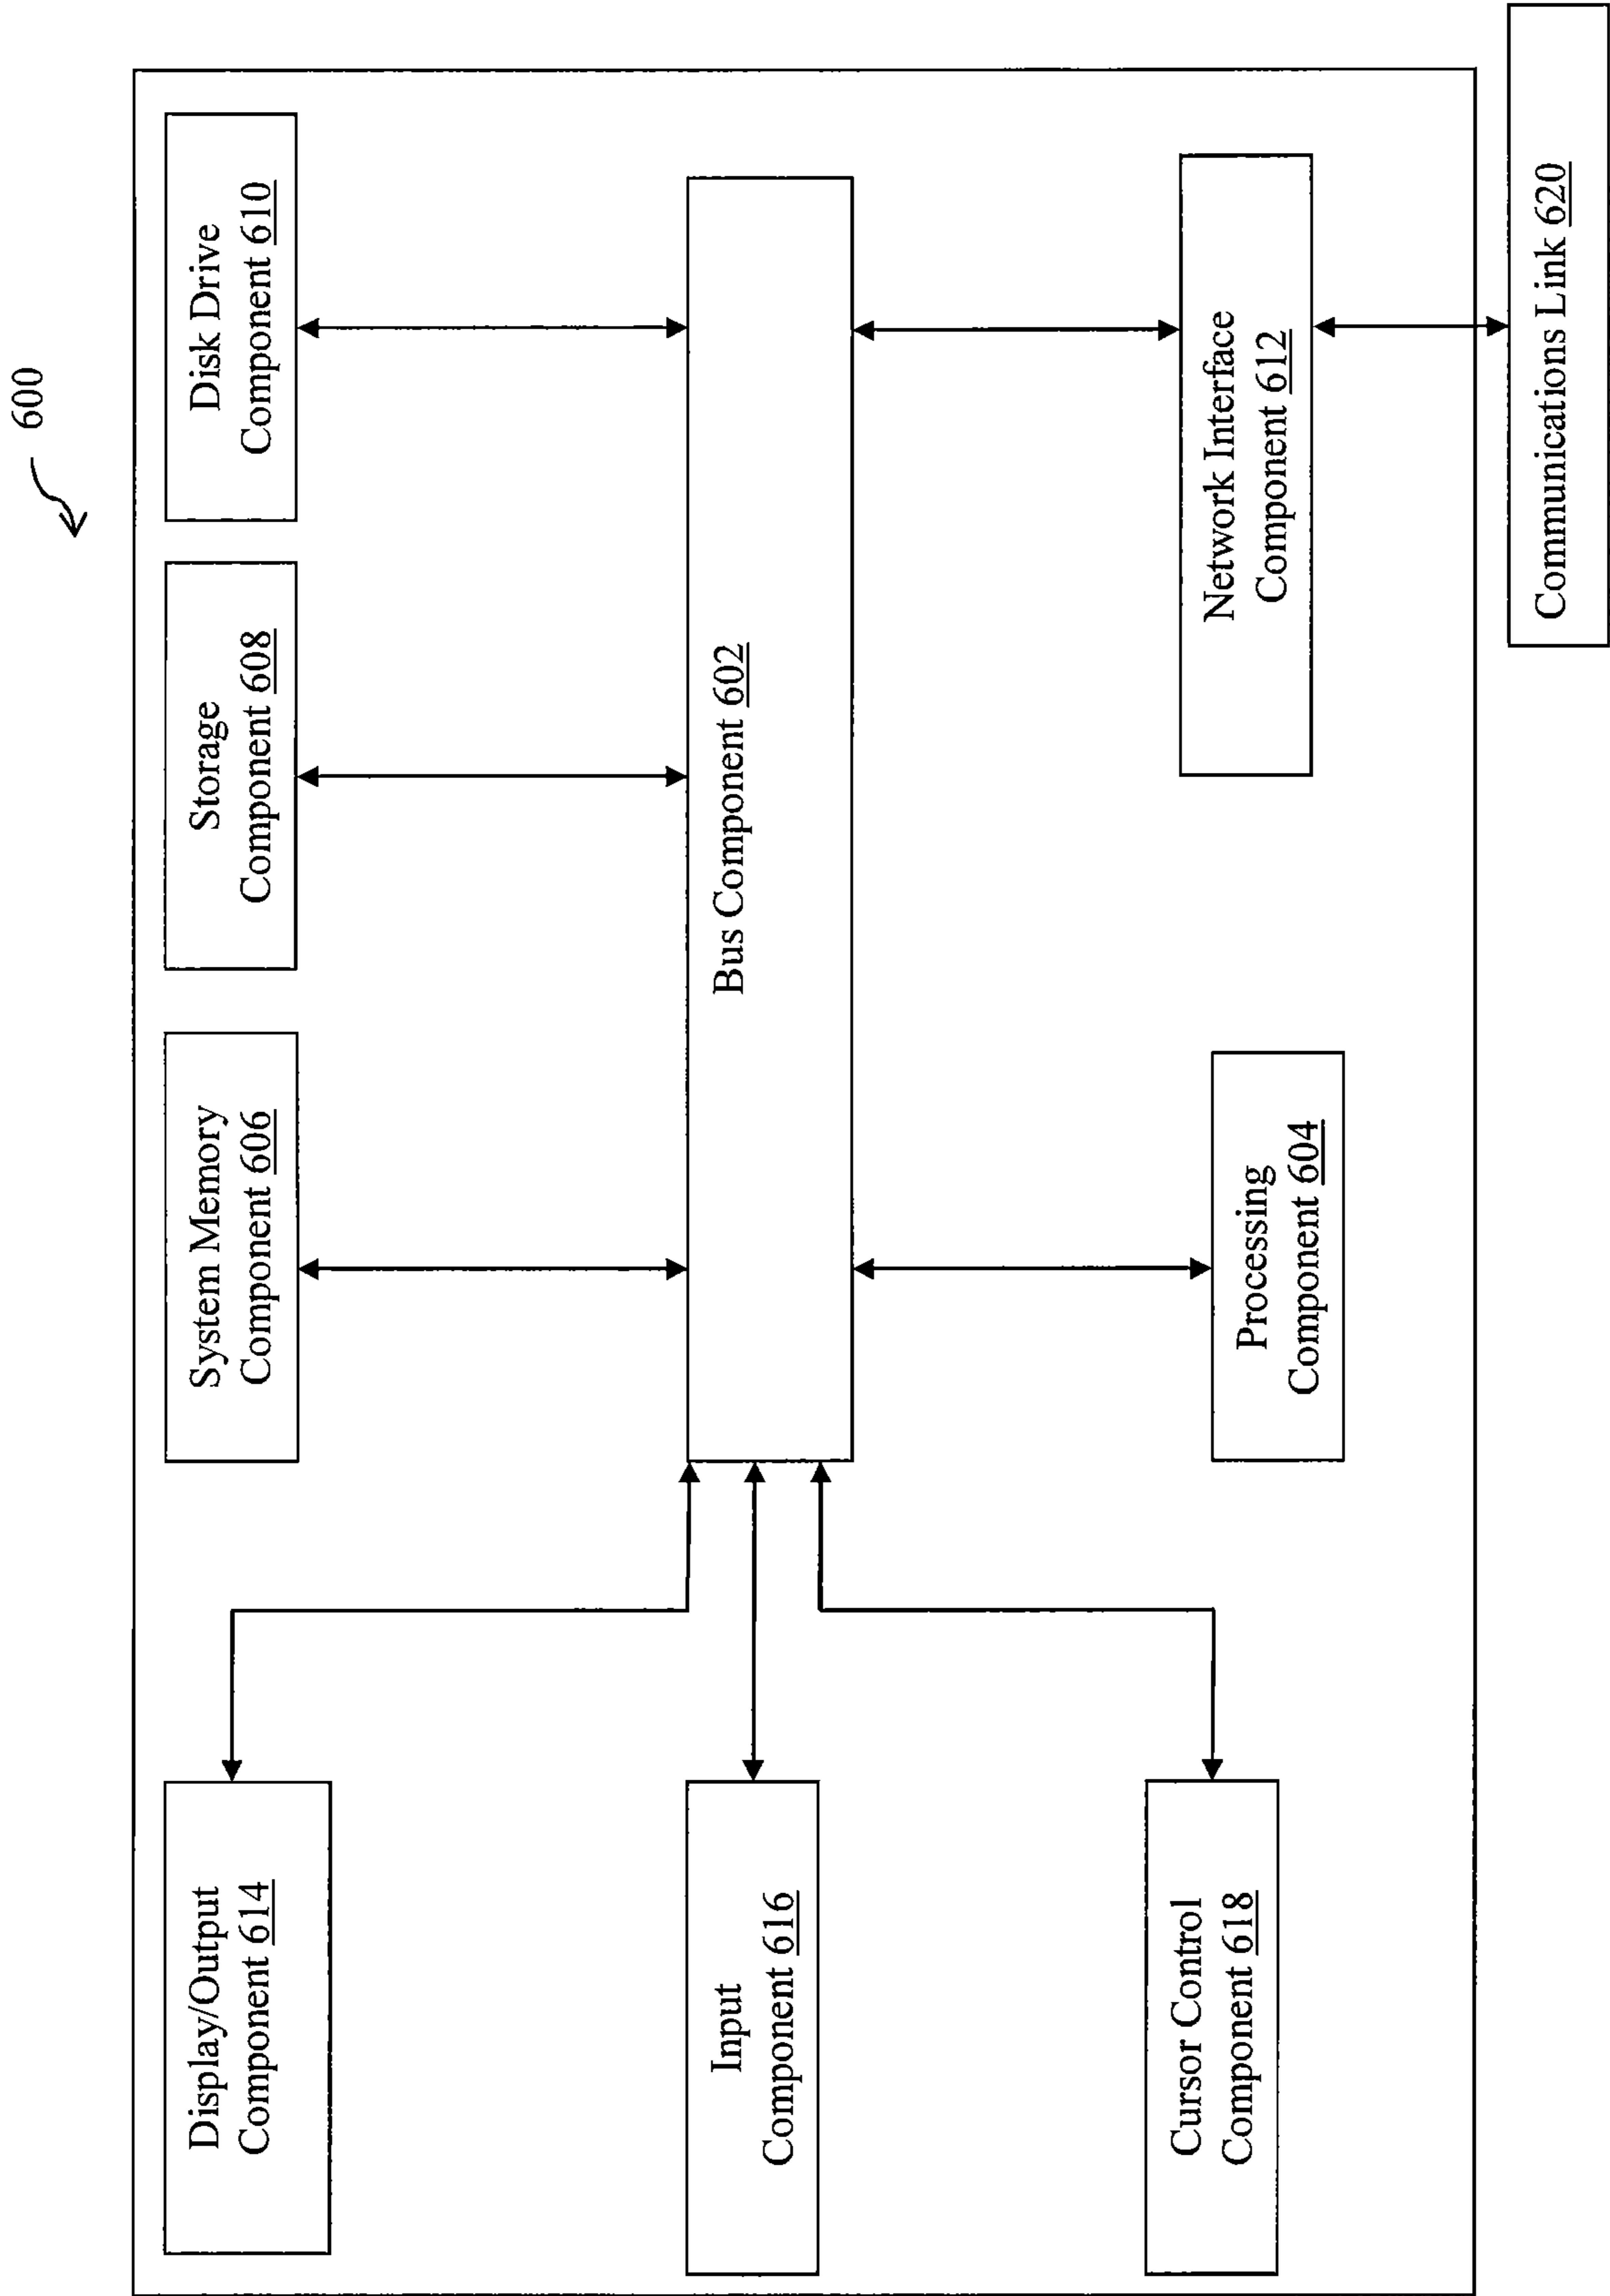 600
Display/Output
Component 614
System Memory
Component 606
Storage
Component 608
Disk Drive
Component 610
Input
Component 616
Bus Component 602
Cursor Control
Component 618
Processing
Component 604
Network Interface
Component 612
Communications Link 620